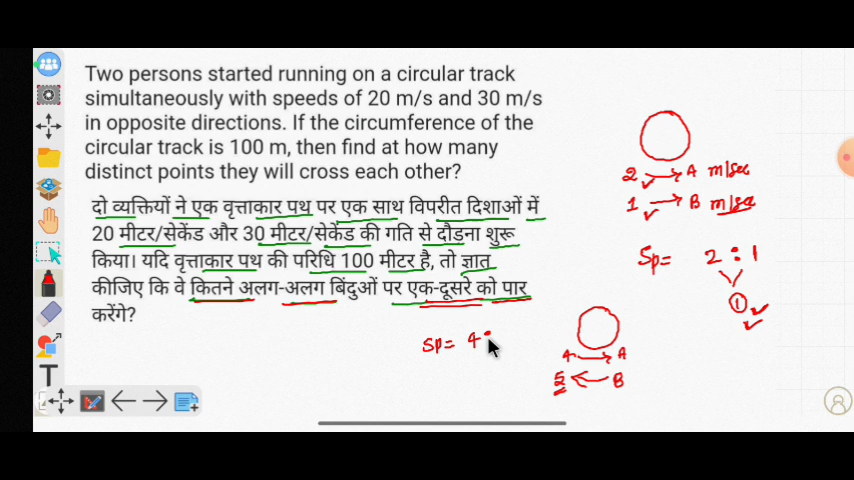 Two persons started running on a circular track
simultaneously with speeds of 20 m/s and 30 m/s
in opposite directions. If the circumference of the
circular track is 100 m, then find at how many
distinct points they will cross each other?
दो व्यक्तियों ने एक वृत्ताकार पथ पर एक साथ विपरीत दिशाओं में
20 मीटर/सेकेंड और 30 मीटर/सेकेंड की गति से दौड़ना शुरू
किया। यदि वृत्ताकार पथ की परिधि 100 मीटर है, तो ज्ञात
कीजिए कि वे कितने अलग-अलग बिंदुओं पर एक-दूसरे को पार
करेंगे?
2 → A m/sec
1 → B m/sec
Sp= 2 : 1
1
Sp= 4 :
4 → A
5 ← B
T